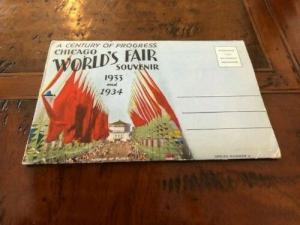 A CENTURY OF PROGRESS
CHICAGO
WORLD'S FAIR
SOUVENIR
1933
and
1934